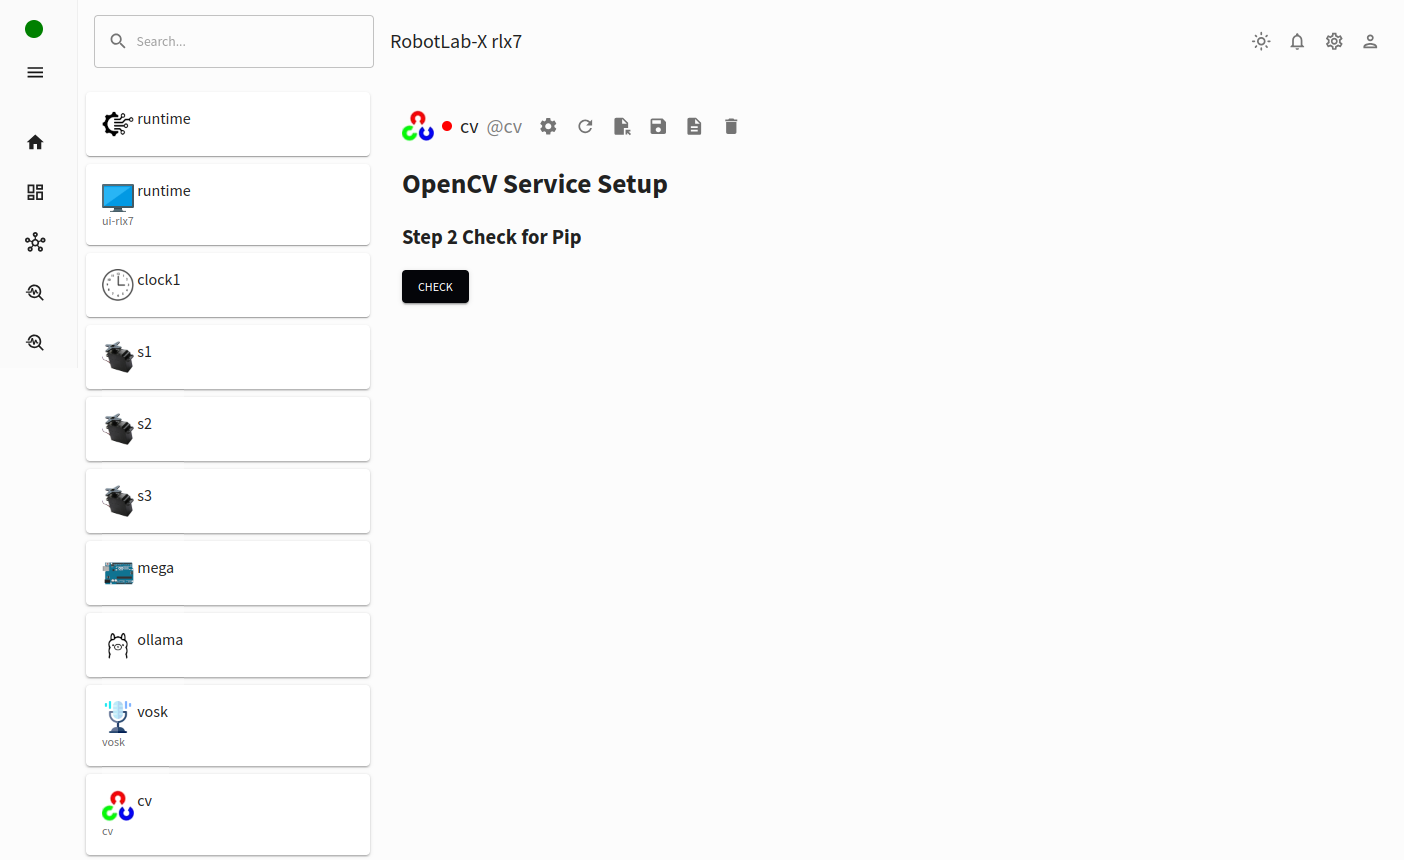 Search...
RobotLab-X rlx7
runtime
runtime
ui-rlx7
clock1
s1
s2
s3
mega
ollama
vosk
vosk
cv
cv
cv @cv
OpenCV Service Setup
Step 2 Check for Pip
CHECK